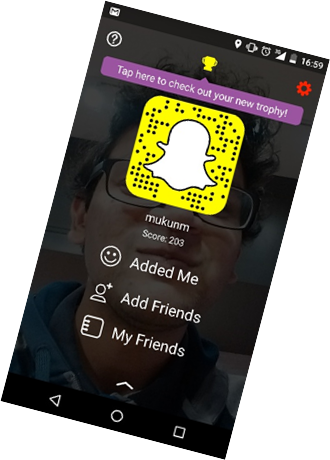 16:59
Tap here to check out your new trophy!
mukunm
Score: 203
Added Me
Add Friends
My Friends